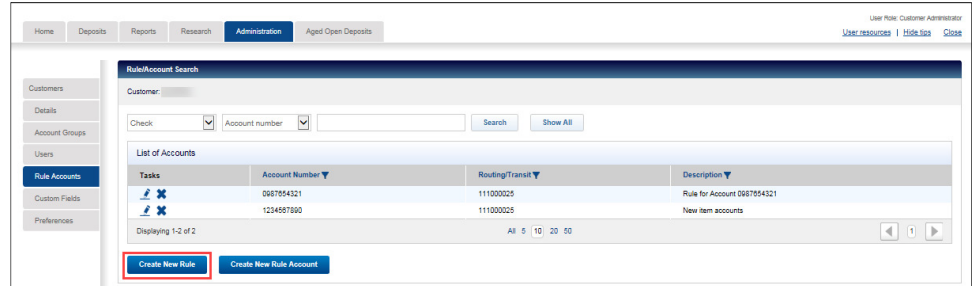 User Role: Customer Administrator
Home Deposits Reports Research Administration Aged Open Deposits User resources | Hide tips Close
Rule/Account Search
Customers
Customer:
Details
Check Account number Search Show All
Account Groups
Users
List of Accounts
Rule Accounts
Tasks Account Number Routing/Transit Description
Custom Fields
0987654321 111000025 Rule for Account 0987654321
Preferences
1234567890 111000025 New item accounts
Displaying 1-2 of 2 All 5 10 20 50 1
Create New Rule Create New Rule Account